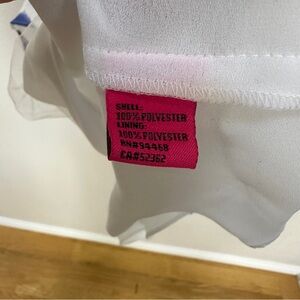 SHELL:
100% POLYESTER
LINING:
100% POLYESTER
RN#94468
CA#52362